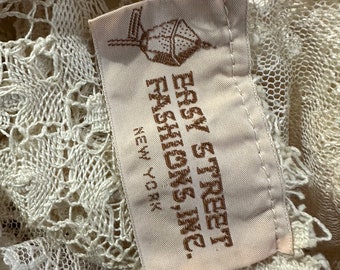 EASY STREET
FASHIONS, INC.
NEW YORK